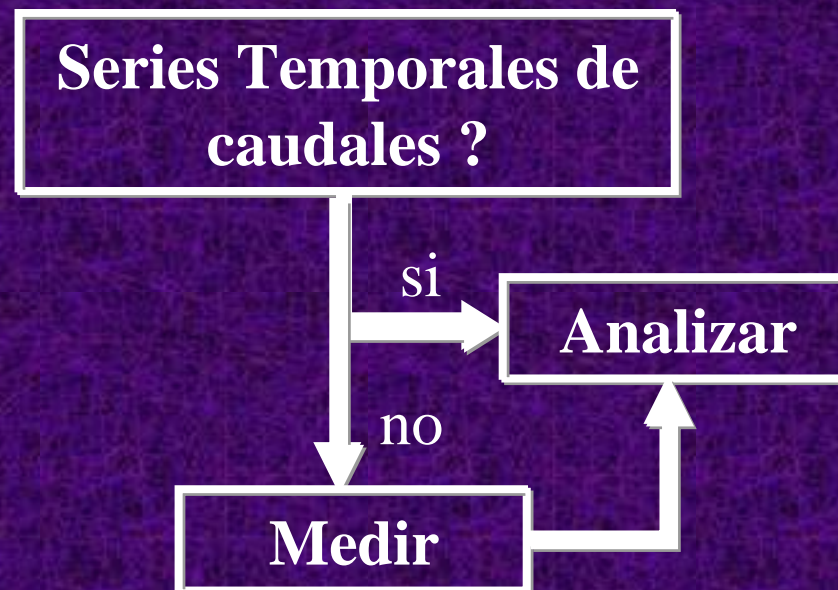 Series Temporales de
caudales ?
si
Analizar
no
Medir